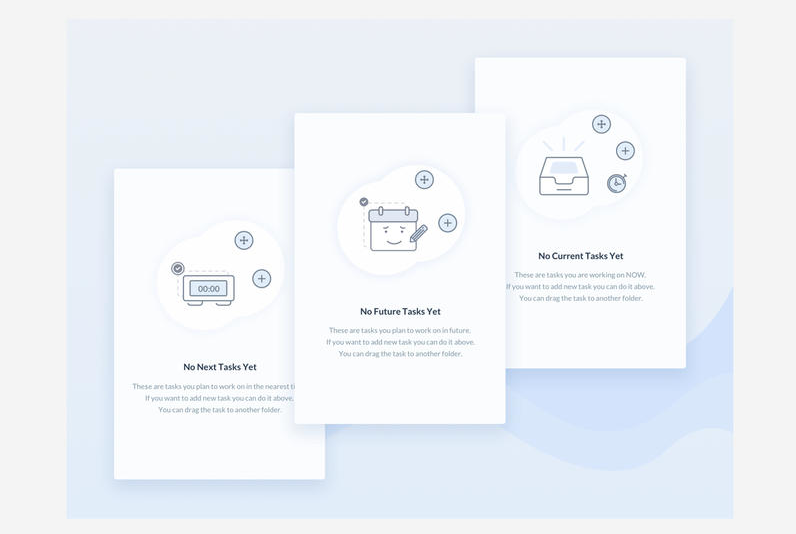 00:00
No Next Tasks Yet
These are tasks you plan to work on in the nearest
If you want to add new task you can do it above.
You can drag the task to another folder.
No Future Tasks Yet
These are tasks you plan to work on in future.
If you want to add new task you can do it above.
You can drag the task to another folder.
No Current Tasks Yet
These are tasks you are working on NOW.
If you want to add new task you can do it above.
You can drag the task to another folder.